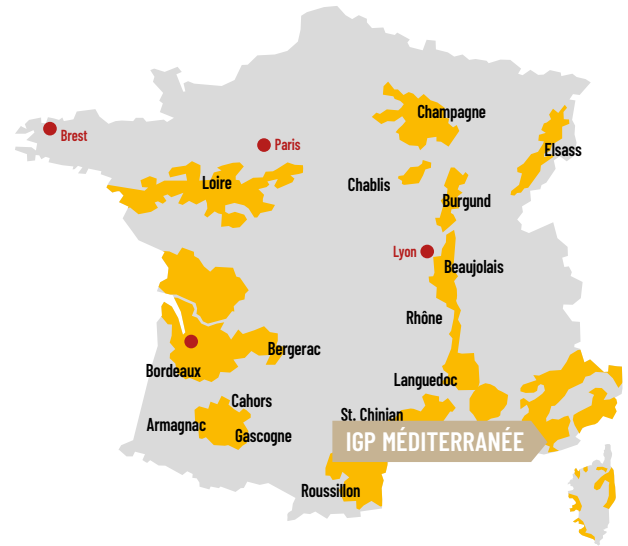 Champagne
Brest
Paris
Elsass
Loire
Chablis
Burgund
Lyon
Beaujolais
Rhône
Bergerac
Bordeaux
Languedoc
Cahors
St. Chinian
Armagnac
Gascogne
IGP MÉDITERRANÉE
Roussillon